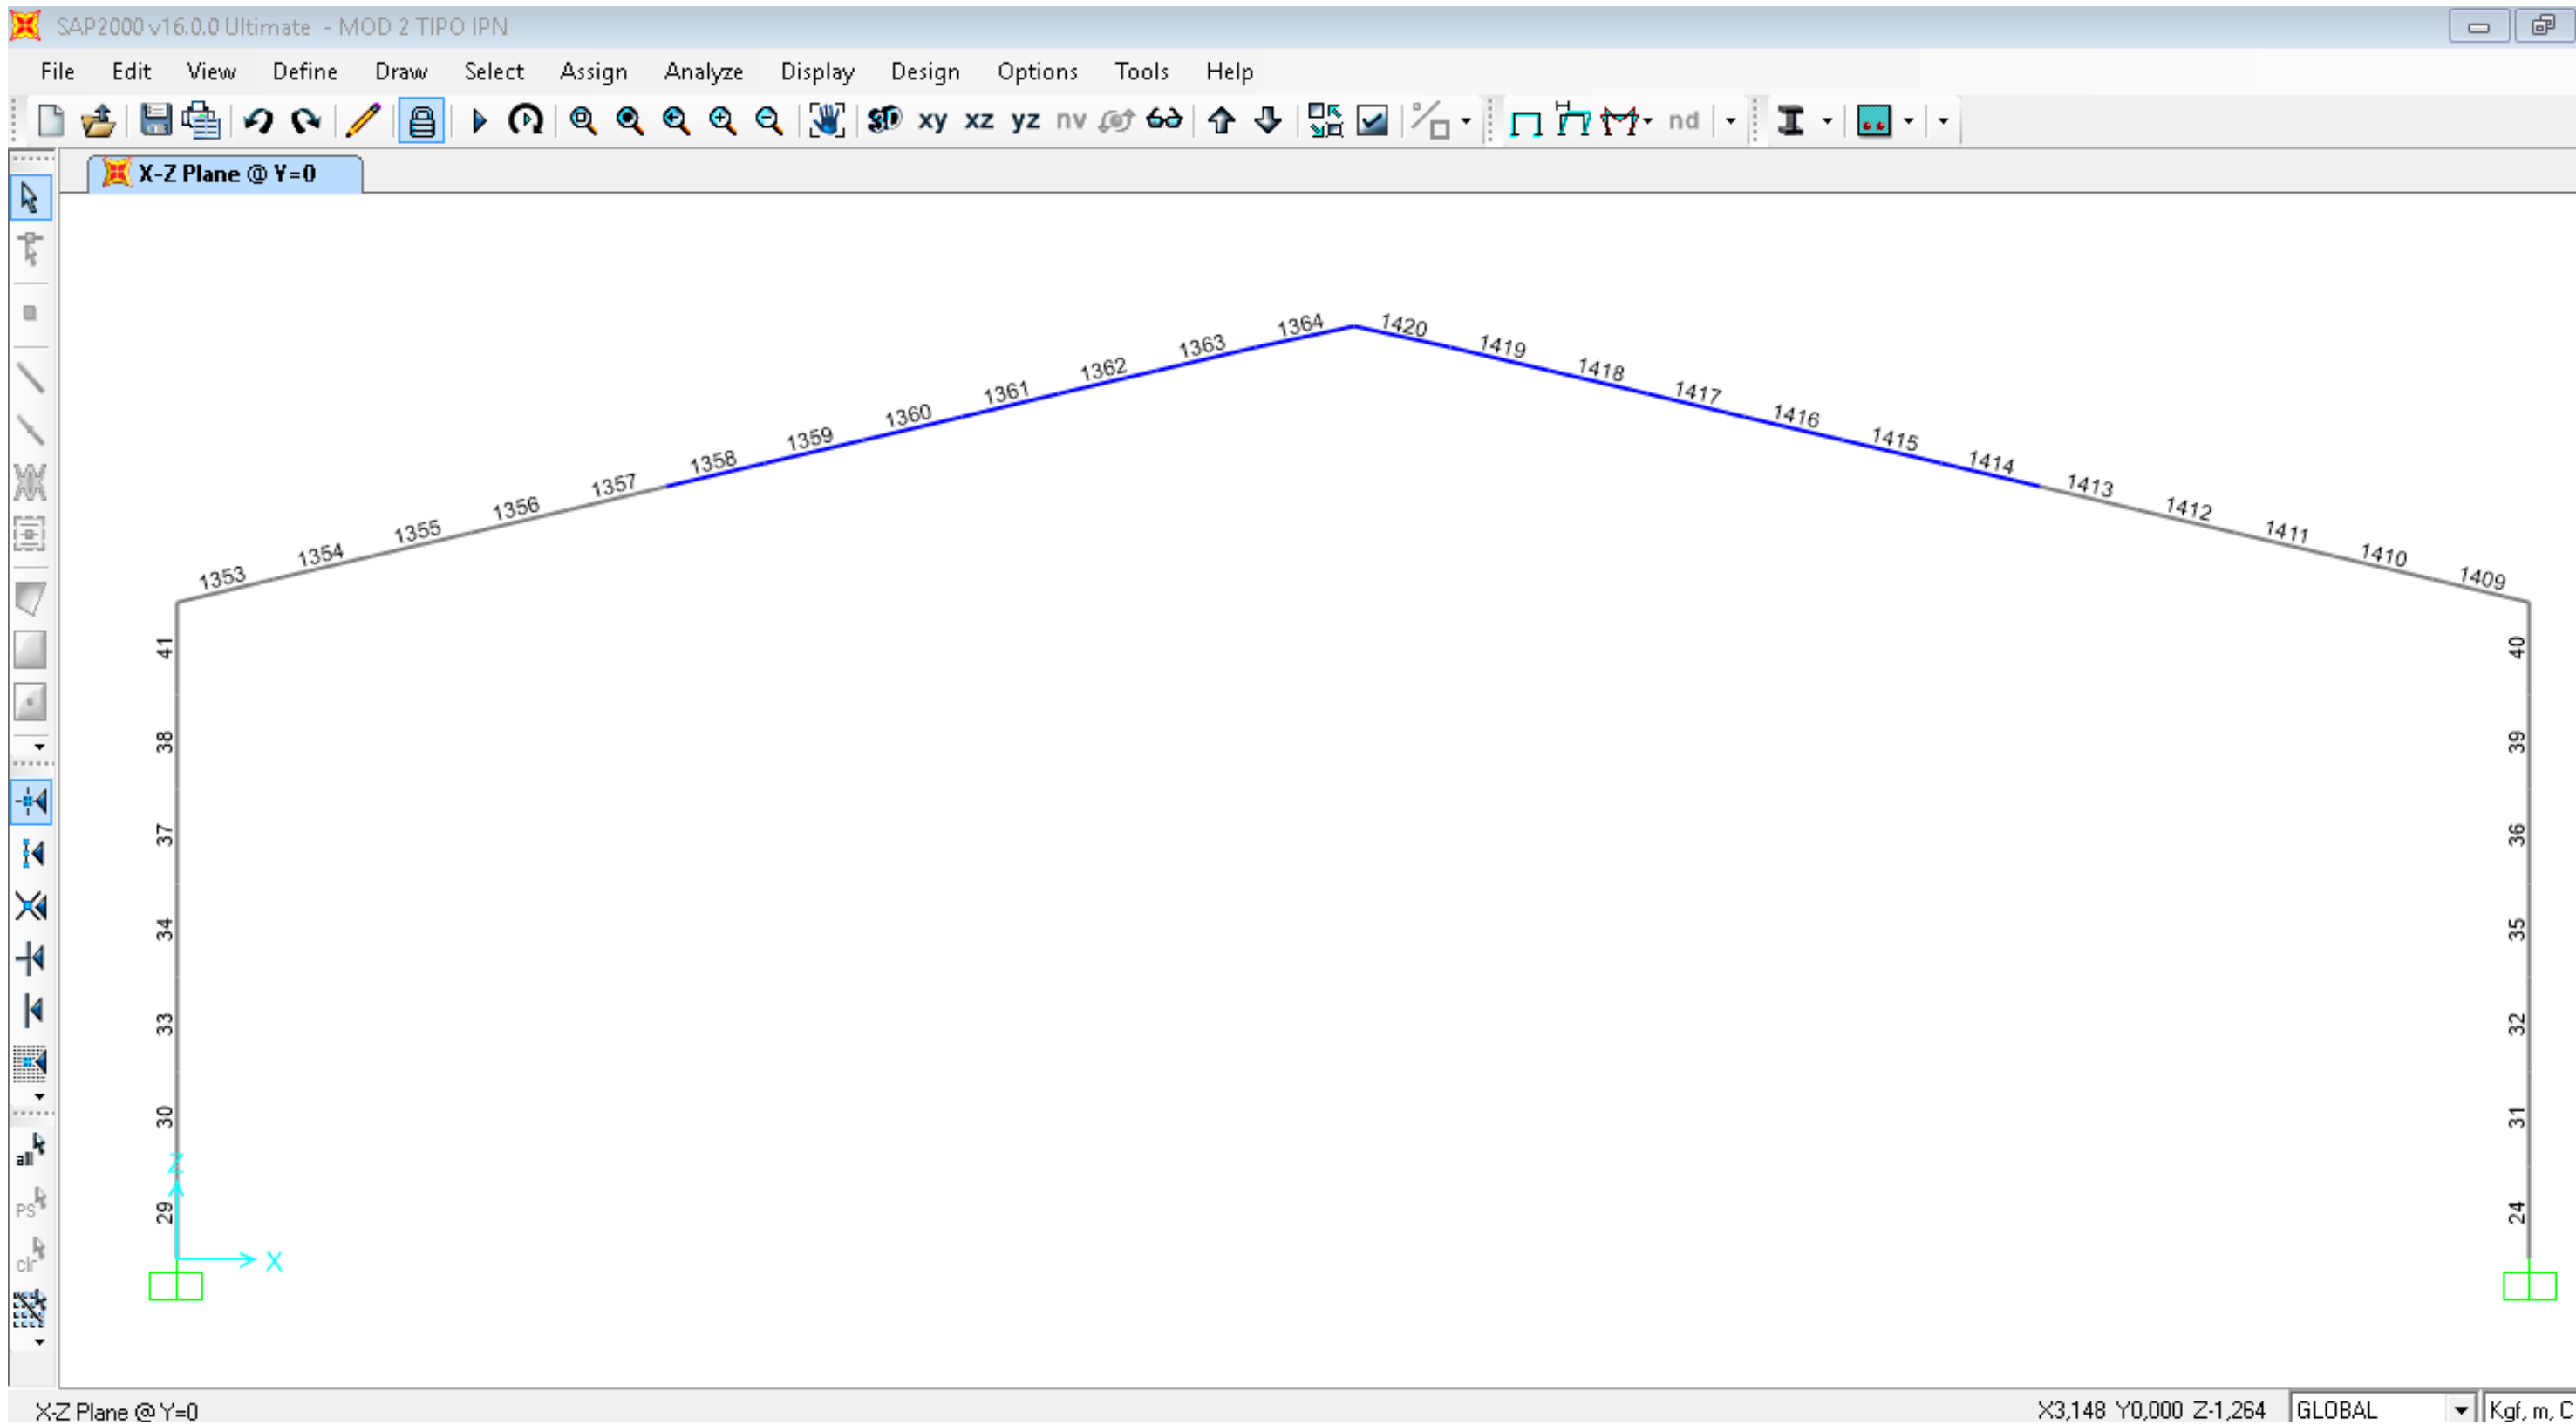 SAP2000 v16.0.0 Ultimate - MOD 2 TIPO IPN
File Edit View Define Draw Select Assign Analyze Display Design Options Tools Help
3D xy xz yz nv nd
X-Z Plane @ Y=0
1364 1420
1363 1419
1362 1418
1361 1417
1360 1416
1359 1415
1358 1414
1357 1413
1356 1412
1355 1411
1354 1410
1353 1409
41 40
38 39
37 36
34 35
33 32
30 31
Z
29 24
X
all
PS
clr
X-Z Plane @ Y=0
X3,148 Y0,000 Z-1,264 GLOBAL Kgf, m, C